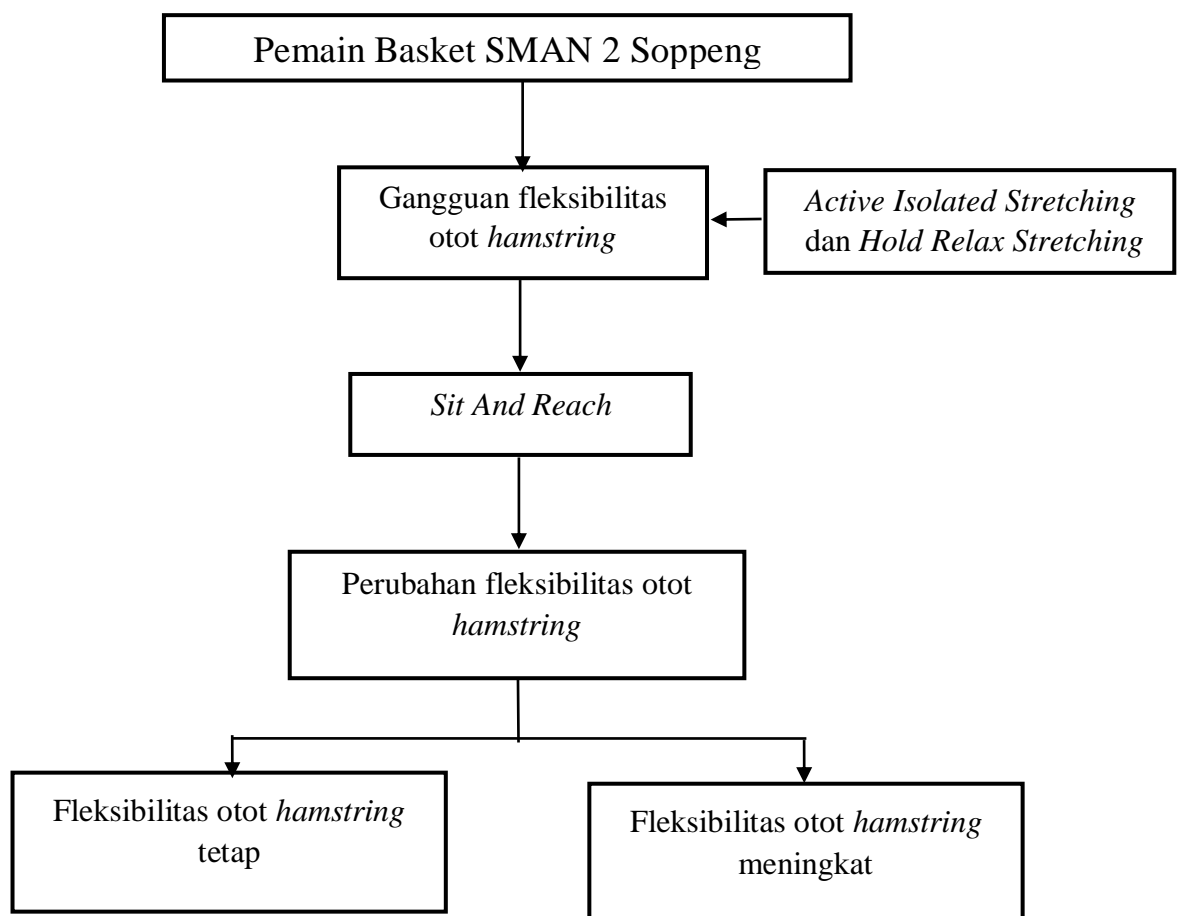 Pemain Basket SMAN 2 Soppeng
Gangguan fleksibilitas
otot hamstring
Active Isolated Stretching
dan Hold Relax Stretching
Sit And Reach
Perubahan fleksibilitas otot
hamstring
Fleksibilitas otot hamstring
tetap
Fleksibilitas otot hamstring
meningkat